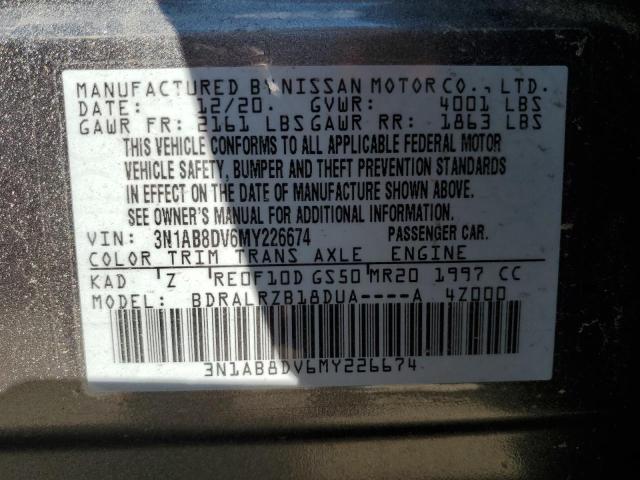 MANUFACTURED BY NISSAN MOTOR CO., LTD.
DATE: 12/20. GVWR: 4001 LBS
GAWR FR: 2161 LBS GAWR RR: 1863 LBS
THIS VEHICLE CONFORMS TO ALL APPLICABLE FEDERAL MOTOR
VEHICLE SAFETY, BUMPER AND THEFT PREVENTION STANDARDS
IN EFFECT ON THE DATE OF MANUFACTURE SHOWN ABOVE.
SEE OWNER'S MANUAL FOR ADDITIONAL INFORMATION.
VIN: 3N1AB8DV6MY226674 PASSENGER CAR.
COLOR TRIM TRANS AXLE ENGINE
KAD Z RE0F10D GS50 MR20 1997 CC
MODEL BDRALRZB18DUA----A 4Z000
3N1AB8DV6MY226674